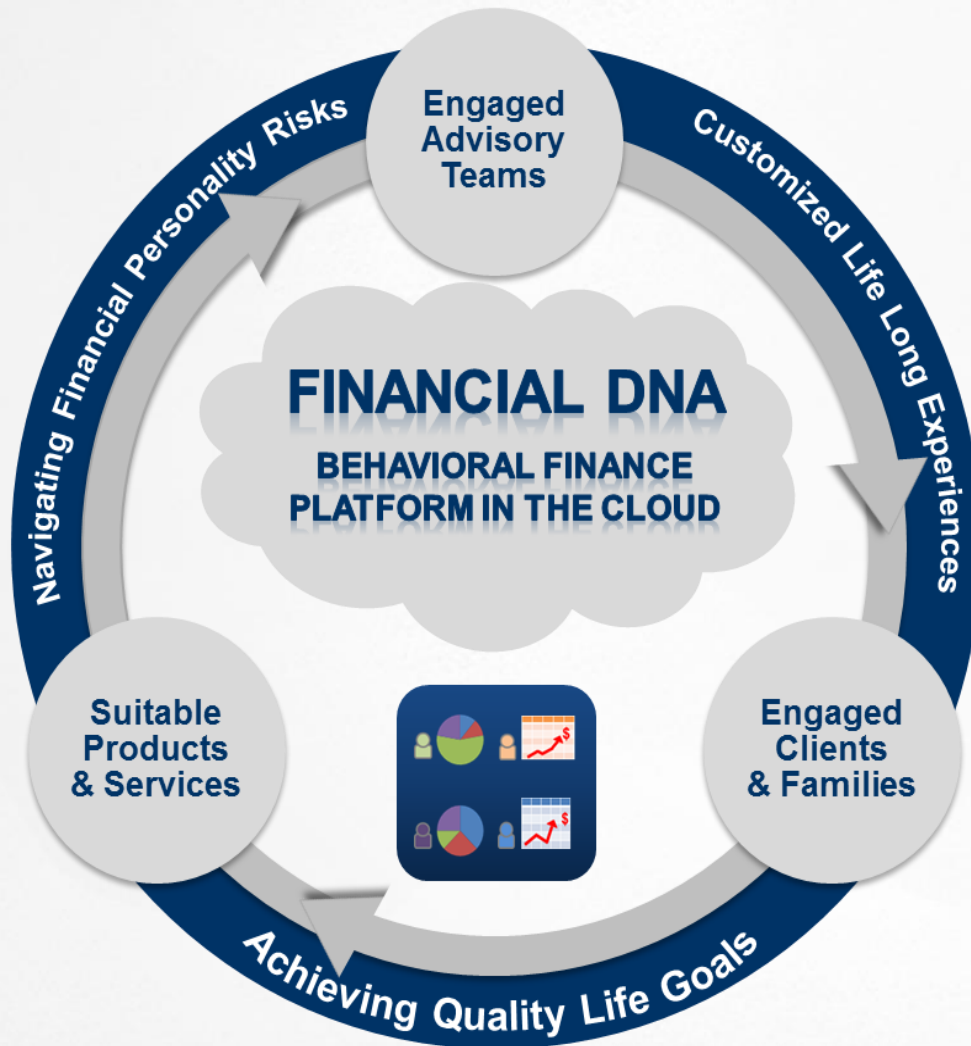 Engaged
Advisory
Teams
Customized Life Long Experiences
Navigating Financial Personality Risks
FINANCIAL DNA
BEHAVIORAL FINANCE
PLATFORM IN THE CLOUD
Suitable
Products
& Services
$
$
Engaged
Clients
& Families
Achieving Quality Life Goals